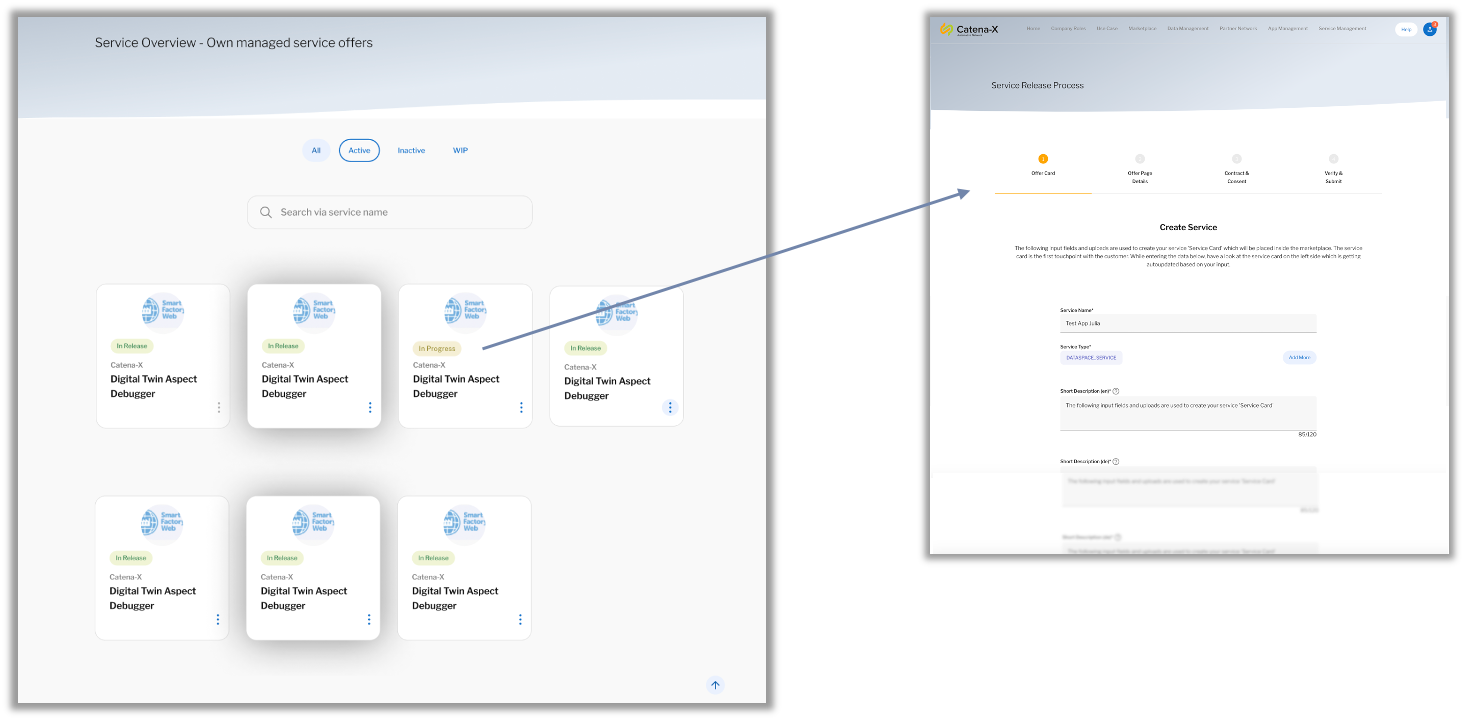 Service Overview - Own managed service offers
All
Active
Inactive
WIP
Search via service name
Smart
Factory
Web
In Release
Catena-X
Digital Twin Aspect
Debugger
Smart
Factory
Web
In Release
Catena-X
Digital Twin Aspect
Debugger
Smart
Factory
Web
In Progress
Catena-X
Digital Twin Aspect
Debugger
Smart
Factory
Web
In Release
Catena-X
Digital Twin Aspect
Debugger
Smart
Factory
Web
In Release
Catena-X
Digital Twin Aspect
Debugger
Smart
Factory
Web
In Release
Catena-X
Digital Twin Aspect
Debugger
Smart
Factory
Web
In Release
Catena-X
Digital Twin Aspect
Debugger
Catena-X
Home
Marketplace
Data Management
Partner Network
App Management
Service Management
Help
Service Release Process
1
Offer Card
2
Offer Page
Details
3
Contract &
Consent
4
Verify &
Submit
Create Service
The following input fields and uploads are used to create your service 'Service Card' which will be placed inside the marketplace. The service
card is the first touchpoint with the customer. While entering the data below, have a look at the service card on the left side which is getting
autoupdated based on your input.
Service Name*
Test App Julia
Service Type*
DATASPACE_SERVICE
Add More
Short Description (en)*
The following input fields and uploads are used to create your service 'Service Card'
85/120
Short Description (de)*
The following input fields and uploads are used to create your service 'Service Card'
The following input fields and uploads are used to create your service 'Service Card'